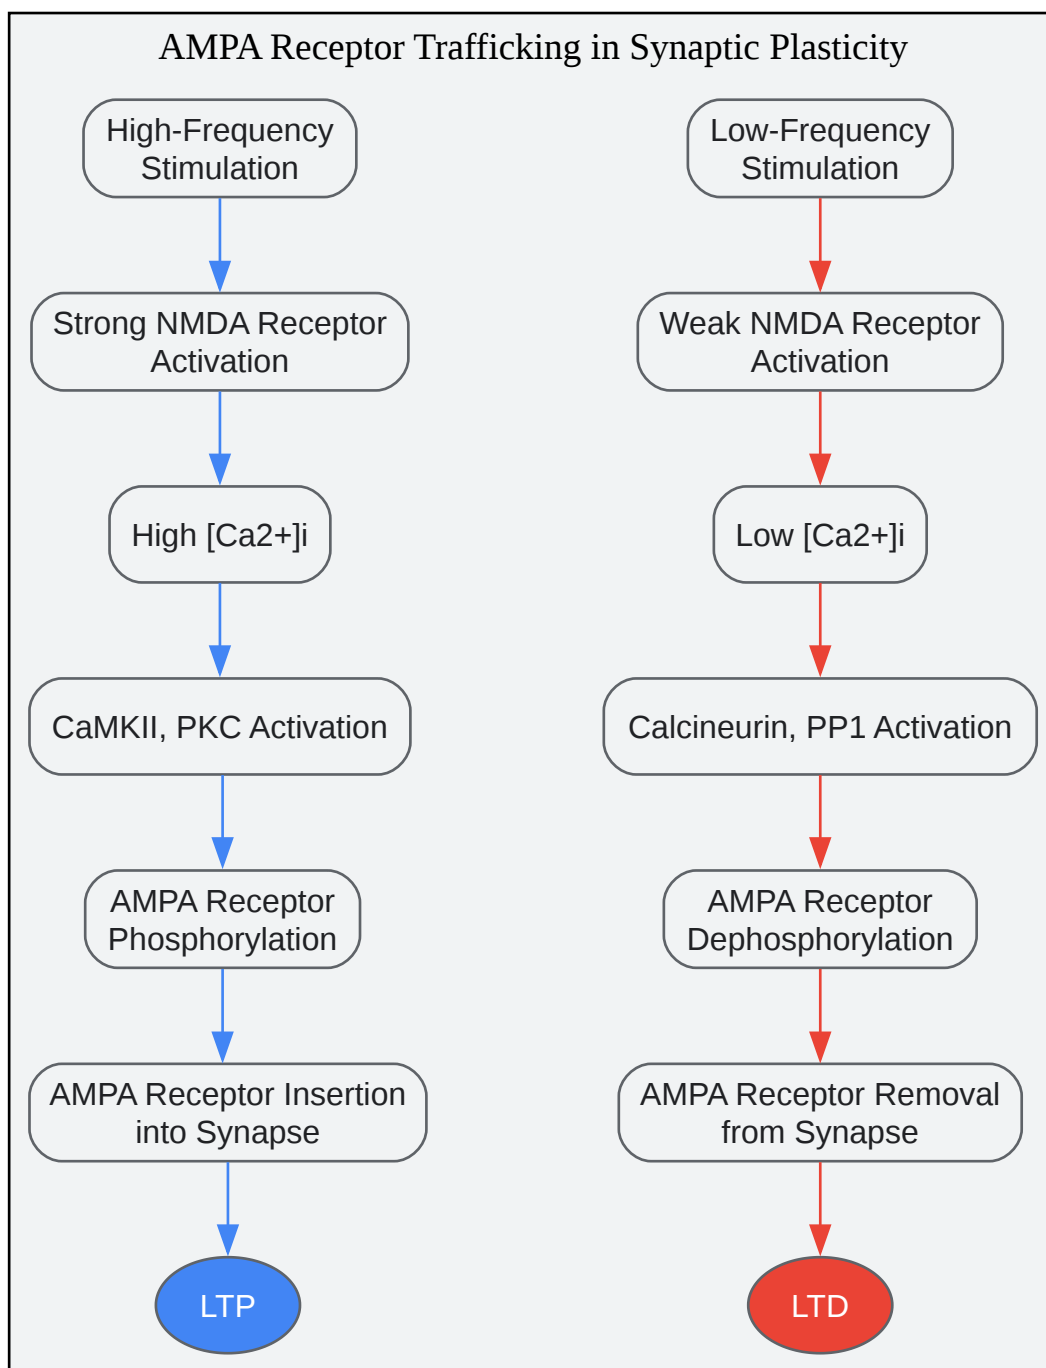 AMPA Receptor Trafficking in Synaptic Plasticity
High-Frequency
Stimulation
Strong NMDA Receptor
Activation
High [Ca2+]i
CaMKII, PKC Activation
AMPA Receptor
Phosphorylation
AMPA Receptor Insertion
into Synapse
LTP
Low-Frequency
Stimulation
Weak NMDA Receptor
Activation
Low [Ca2+]i
Calcineurin, PP1 Activation
AMPA Receptor
Dephosphorylation
AMPA Receptor Removal
from Synapse
LTD